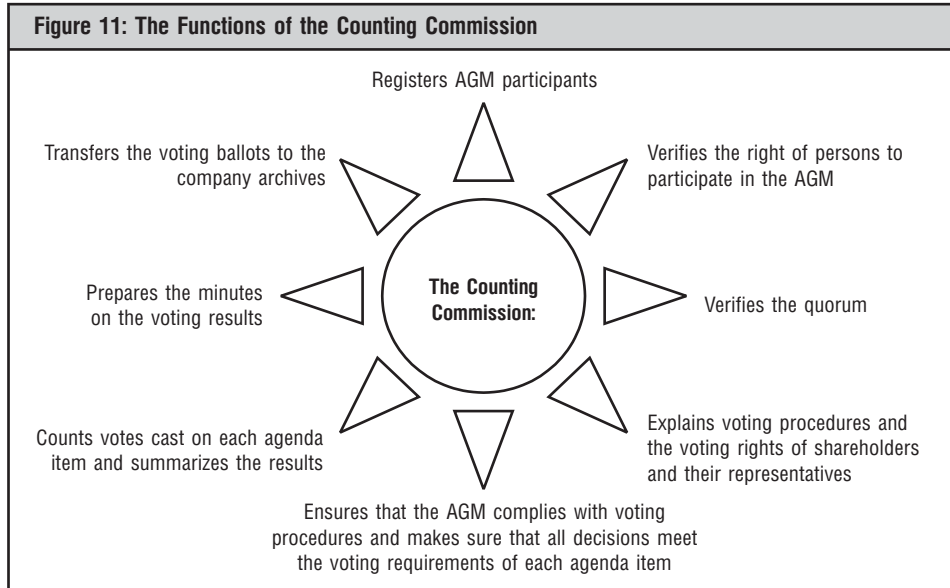 Figure 11: The Functions of the Counting Commission
Registers AGM participants
Verifies the right of persons to
participate in the AGM
Verifies the quorum
Explains voting procedures and
the voting rights of shareholders
and their representatives
Ensures that the AGM complies with voting
procedures and makes sure that all decisions meet
the voting requirements of each agenda item
Counts votes cast on each agenda
item and summarizes the results
Prepares the minutes
on the voting results
Transfers the voting ballots to the
company archives
The Counting
Commission: